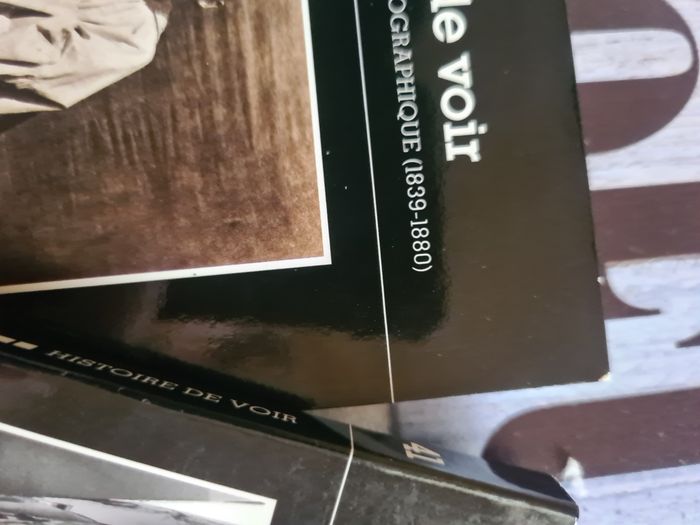 le voir
OGRAPHIQUE (1839-1880)
HISTOIRE DE VOIR
41